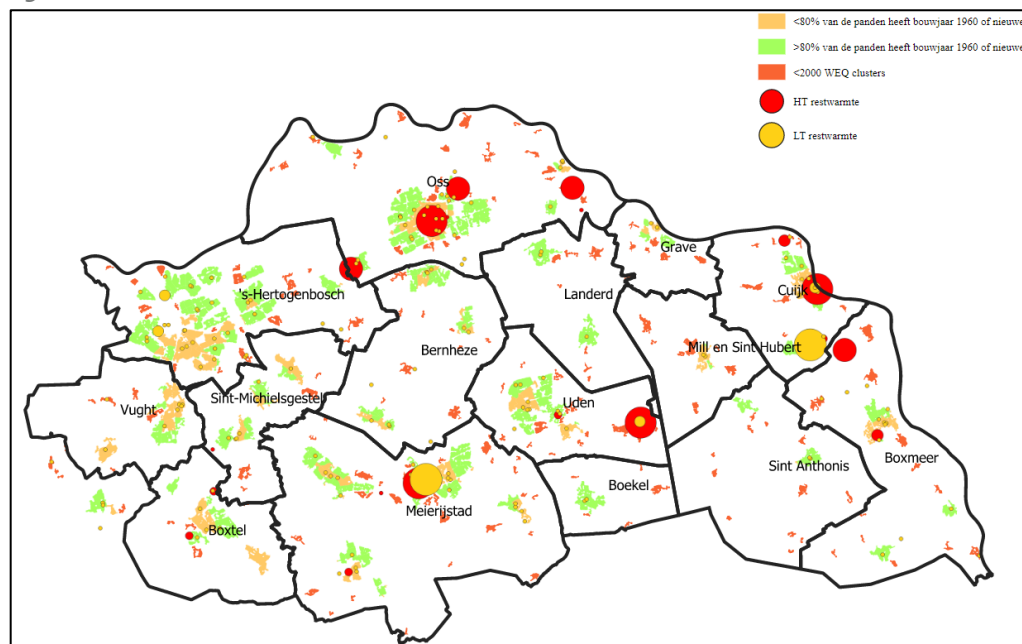 <80% van de panden heeft bouwjaar 1960 of nieuwe
>80% van de panden heeft bouwjaar 1960 of nieuwe
<2000 WEQ clusters
HT restwarmte
LT restwarmte
Oss
Grave
's-Hertogenbosch
Landerd
Cuijk
Bernheze
Mill en Sint Hubert
Vught
Sint-Michielsgestel
Uden
Sint Anthonis
Boxmeer
Boekel
Meierijstad
Boxtel